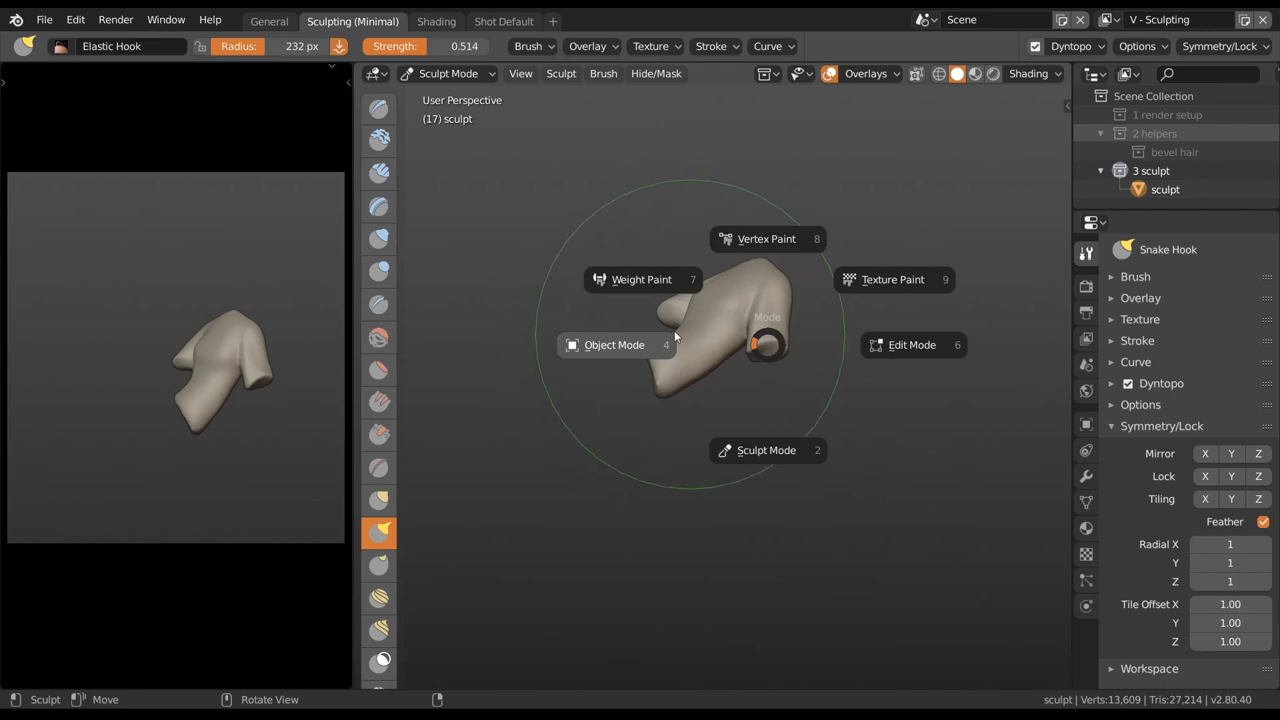 File Edit Render Window Help General Sculpting (Minimal) Shading Shot Default + Scene V - Sculpting
Elastic Hook Radius: 232 px Strength: 0.514 Brush Overlay Texture Stroke Curve Dyntopo Options Symmetry/Lock
Sculpt Mode View Sculpt Brush Hide/Mask Overlays Shading
User Perspective
(17) sculpt
Vertex Paint 8
Weight Paint 7
Texture Paint 9
Mode
Object Mode 4
Edit Mode 6
Sculpt Mode 2
Scene Collection
1 render setup
2 helpers
bevel hair
3 sculpt
sculpt
Snake Hook
Brush
Overlay
Texture
Stroke
Curve
Dyntopo
Options
Symmetry/Lock
Mirror X Y Z
Lock X Y Z
Tiling X Y Z
Feather
Radial X 1
Y 1
Z 1
Tile Offset X 1.00
Y 1.00
Z 1.00
Workspace
Sculpt Move Rotate View sculpt | Verts:13,609 | Tris:27,214 | v2.80.40